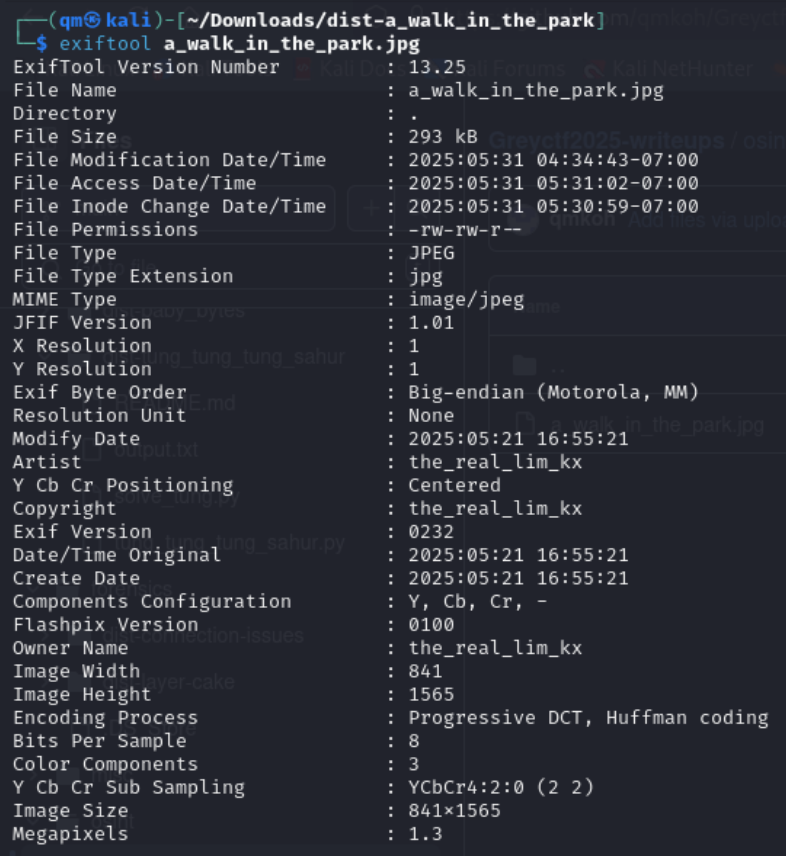 ┌──(qm㉿kali)-[~/Downloads/dist-a_walk_in_the_park]
└─$ exiftool a_walk_in_the_park.jpg
ExifTool Version Number : 13.25
File Name : a_walk_in_the_park.jpg
Directory : .
File Size : 293 kB
File Modification Date/Time : 2025:05:31 04:34:43-07:00
File Access Date/Time : 2025:05:31 05:31:02-07:00
File Inode Change Date/Time : 2025:05:31 05:30:59-07:00
File Permissions : -rw-rw-r--
File Type : JPEG
File Type Extension : jpg
MIME Type : image/jpeg
JFIF Version : 1.01
X Resolution : 1
Y Resolution : 1
Exif Byte Order : Big-endian (Motorola, MM)
Resolution Unit : None
Modify Date : 2025:05:21 16:55:21
Artist : the_real_lim_kx
Y Cb Cr Positioning : Centered
Copyright : the_real_lim_kx
Exif Version : 0232
Date/Time Original : 2025:05:21 16:55:21
Create Date : 2025:05:21 16:55:21
Components Configuration : Y, Cb, Cr, -
Flashpix Version : 0100
Owner Name : the_real_lim_kx
Image Width : 841
Image Height : 1565
Encoding Process : Progressive DCT, Huffman coding
Bits Per Sample : 8
Color Components : 3
Y Cb Cr Sub Sampling : YCbCr4:2:0 (2 2)
Image Size : 841×1565
Megapixels : 1.3